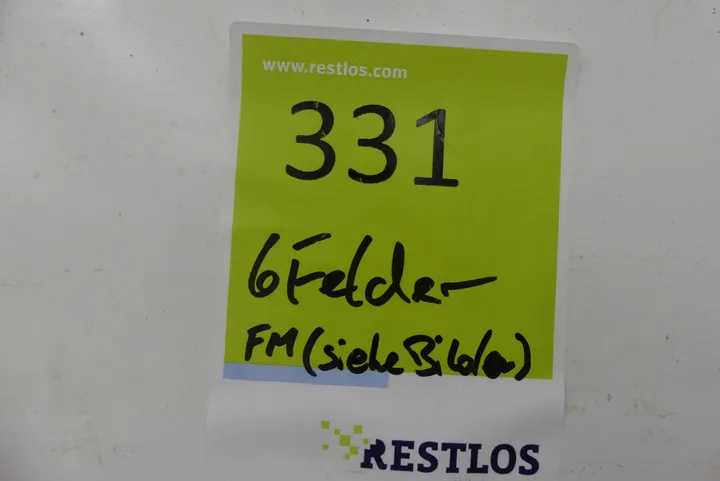 www.restlos.com
331
6 Felder
FM (siehe Bilder)
RESTLOS